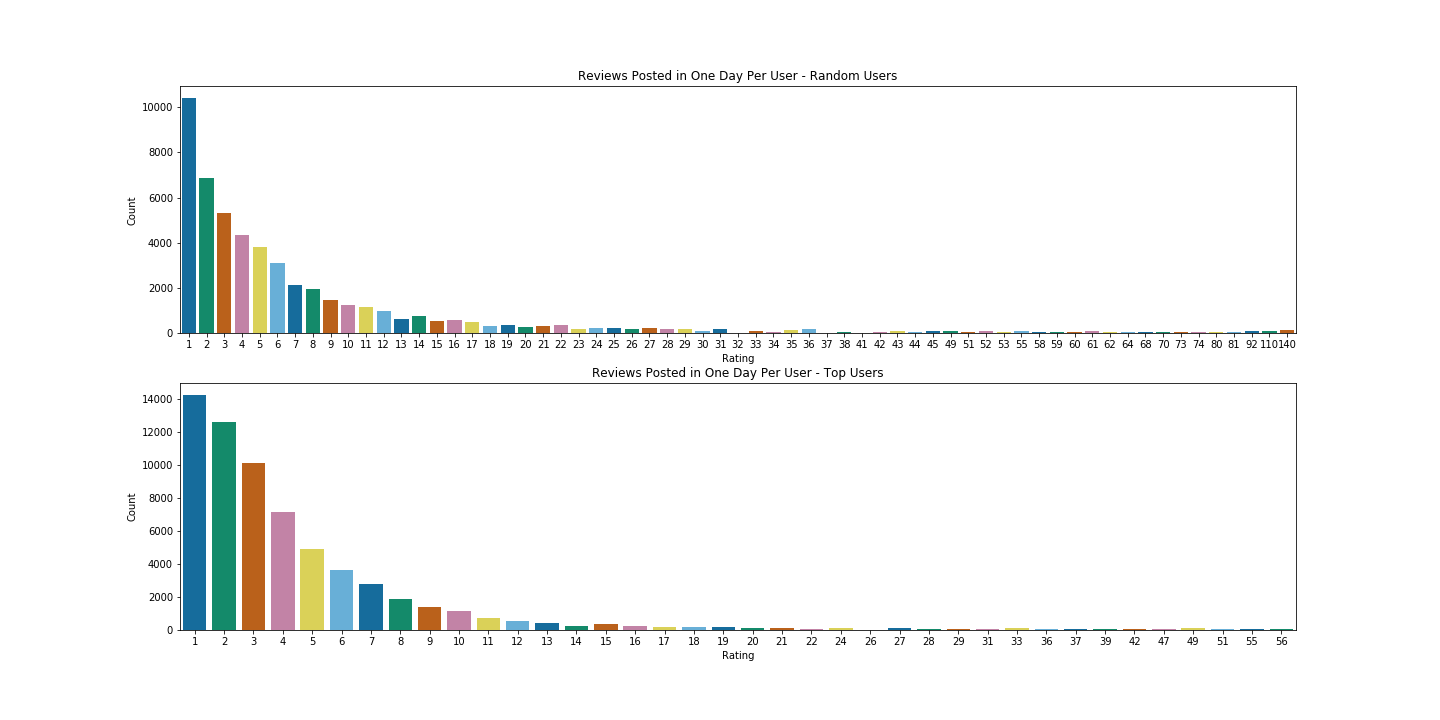 Reviews Posted in One Day Per User - Random Users
10000
8000
6000
4000
2000
0
Count
1 2 3 4 5 6 7 8 9 10 11 12 13 14 15 16 17 18 19 20 21 22 23 24 25 26 27 28 29 30 31 32 33 34 35 36 37 38 41 42 43 44 45 49 51 52 53 55 58 59 60 61 62 64 68 70 73 74 80 81 92 110 140
Rating
Reviews Posted in One Day Per User - Top Users
14000
12000
10000
8000
6000
4000
2000
0
Count
1 2 3 4 5 6 7 8 9 10 11 12 13 14 15 16 17 18 19 20 21 22 24 26 27 28 29 31 33 36 37 39 42 47 49 51 55 56
Rating